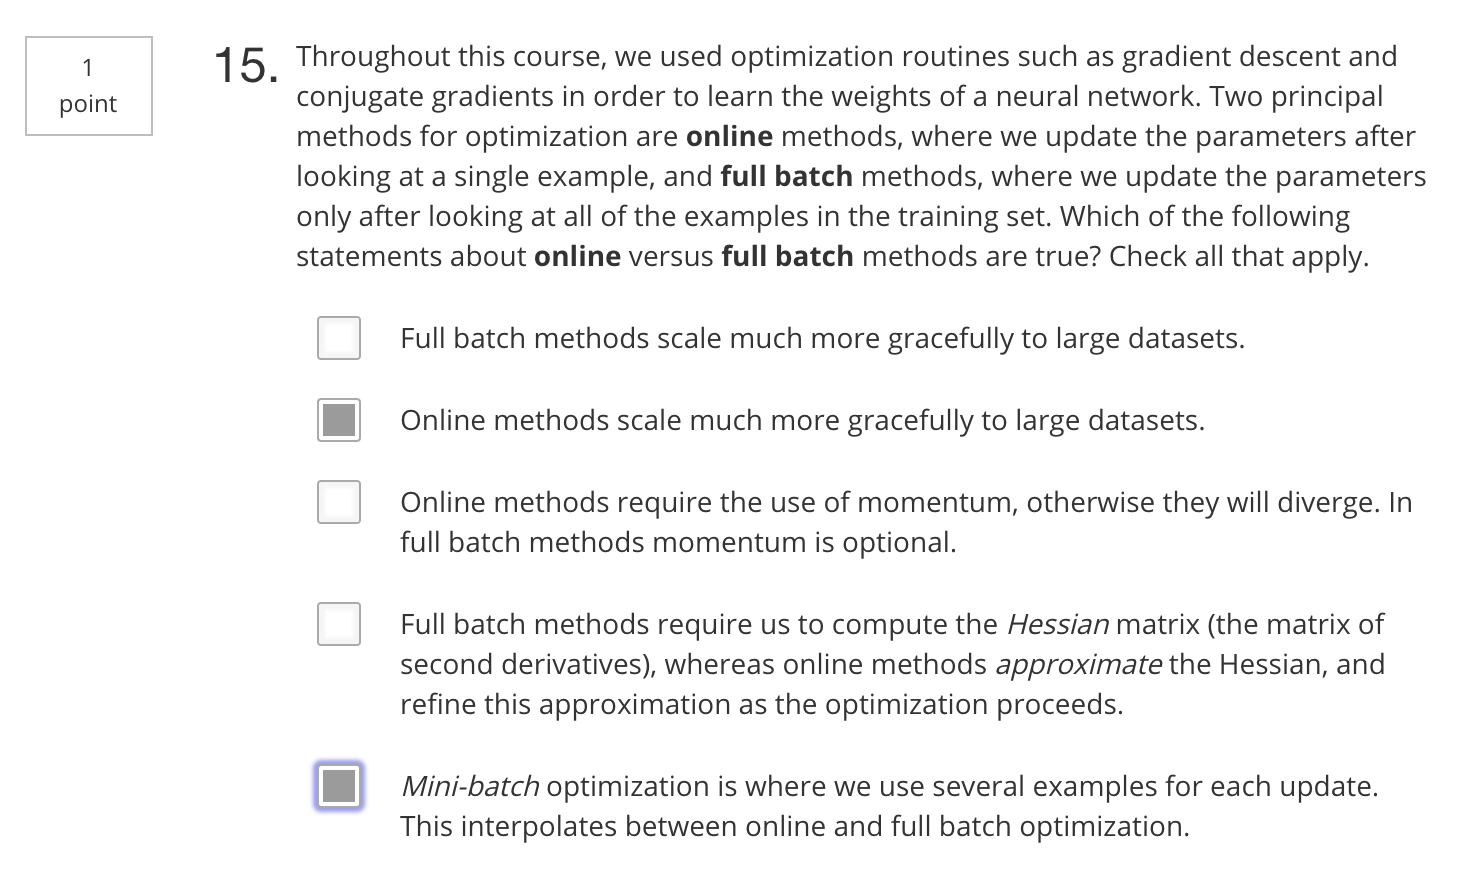 1
point
15.
Throughout this course, we used optimization routines such as gradient descent and
conjugate gradients in order to learn the weights of a neural network. Two principal
methods for optimization are online methods, where we update the parameters after
looking at a single example, and full batch methods, where we update the parameters
only after looking at all of the examples in the training set. Which of the following
statements about online versus full batch methods are true? Check all that apply.
Full batch methods scale much more gracefully to large datasets.
Online methods scale much more gracefully to large datasets.
Online methods require the use of momentum, otherwise they will diverge. In
full batch methods momentum is optional.
Full batch methods require us to compute the Hessian matrix (the matrix of
second derivatives), whereas online methods approximate the Hessian, and
refine this approximation as the optimization proceeds.
Mini-batch optimization is where we use several examples for each update.
This interpolates between online and full batch optimization.